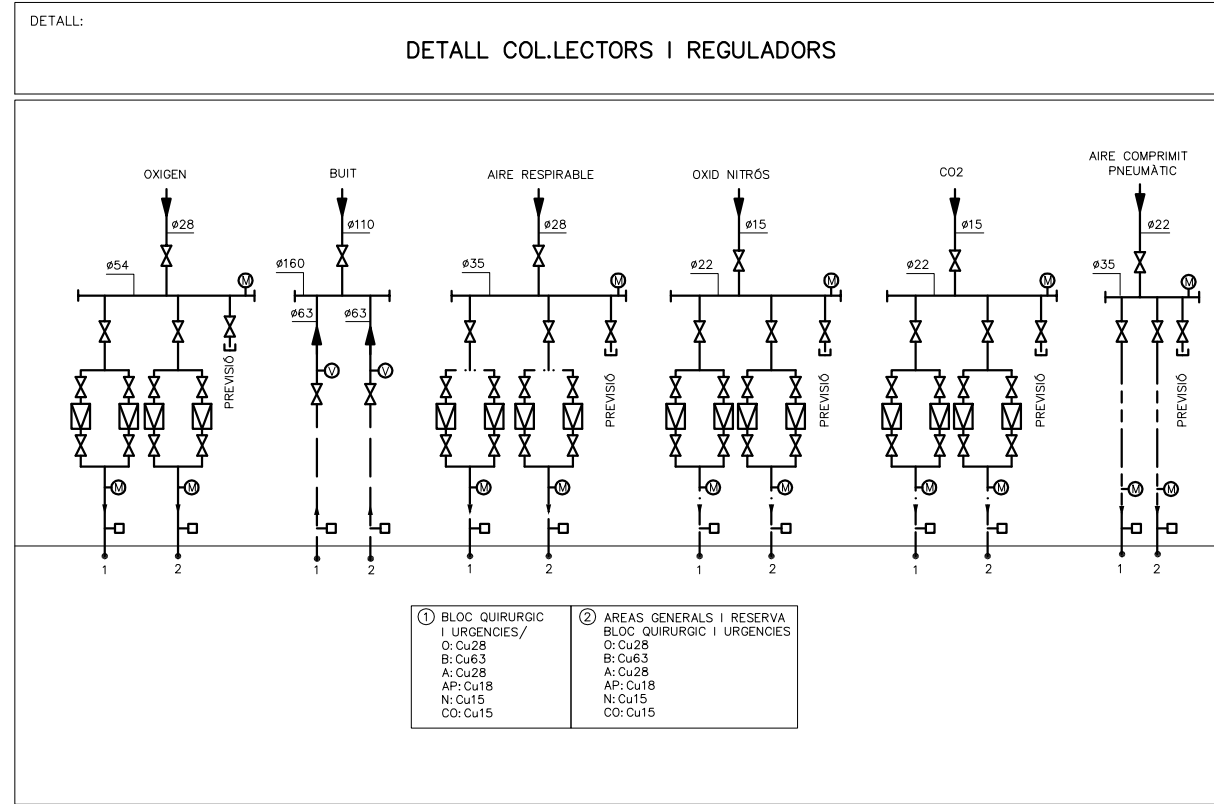 DETALL:
DETALL COL.LECTORS I REGULADORS
OXIGEN
ø28
ø54
M
PREVISIÓ
M
M
1
2
BUIT
ø110
ø160
ø63
ø63
V
V
1
2
AIRE RESPIRABLE
ø28
ø35
M
PREVISIÓ
M
M
1
2
OXID NITRÓS
ø15
ø22
M
PREVISIÓ
M
M
1
2
CO2
ø15
ø22
M
PREVISIÓ
M
M
1
2
AIRE COMPRIMIT
PNEUMÀTIC
ø22
ø35
M
PREVISIÓ
M
M
1
2
1 BLOC QUIRURGIC
I URGENCIES/
O: Cu28
B: Cu63
A: Cu28
AP: Cu18
N: Cu15
CO: Cu15
2 AREAS GENERALS I RESERVA
BLOC QUIRURGIC I URGENCIES
O: Cu28
B: Cu63
A: Cu28
AP: Cu18
N: Cu15
CO: Cu15